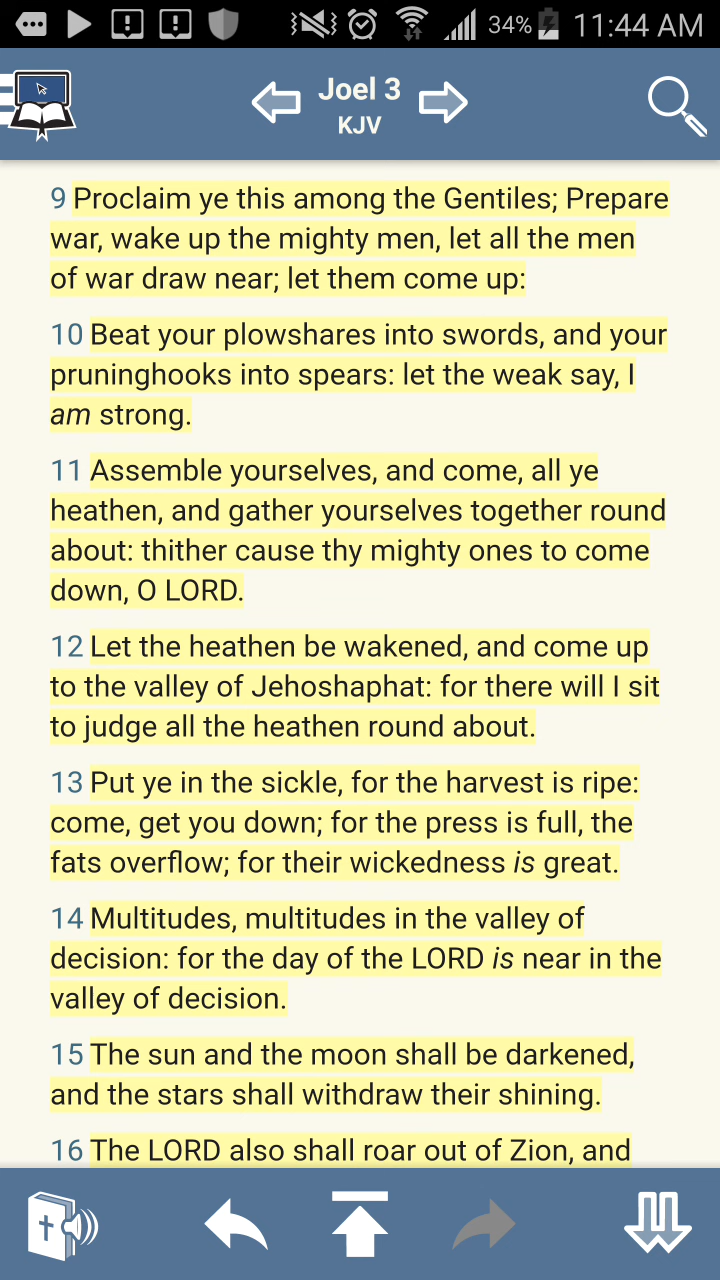 34% 11:44 AM
Joel 3
KJV
9 Proclaim ye this among the Gentiles; Prepare
war, wake up the mighty men, let all the men
of war draw near; let them come up:
10 Beat your plowshares into swords, and your
pruninghooks into spears: let the weak say, I
am strong.
11 Assemble yourselves, and come, all ye
heathen, and gather yourselves together round
about: thither cause thy mighty ones to come
down, O LORD.
12 Let the heathen be wakened, and come up
to the valley of Jehoshaphat: for there will I sit
to judge all the heathen round about.
13 Put ye in the sickle, for the harvest is ripe:
come, get you down; for the press is full, the
fats overflow; for their wickedness is great.
14 Multitudes, multitudes in the valley of
decision: for the day of the LORD is near in the
valley of decision.
15 The sun and the moon shall be darkened,
and the stars shall withdraw their shining.
16 The LORD also shall roar out of Zion, and